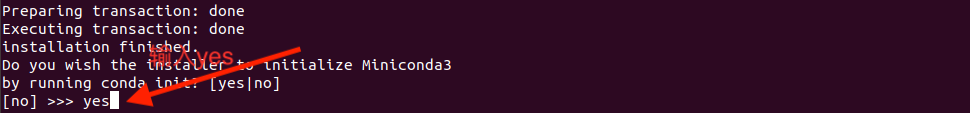 Preparing transaction: done
Executing transaction: done
installation finished.
输入yes
Do you wish the installer to initialize Miniconda3
by running conda init? [yes|no]
[no] >>> yes